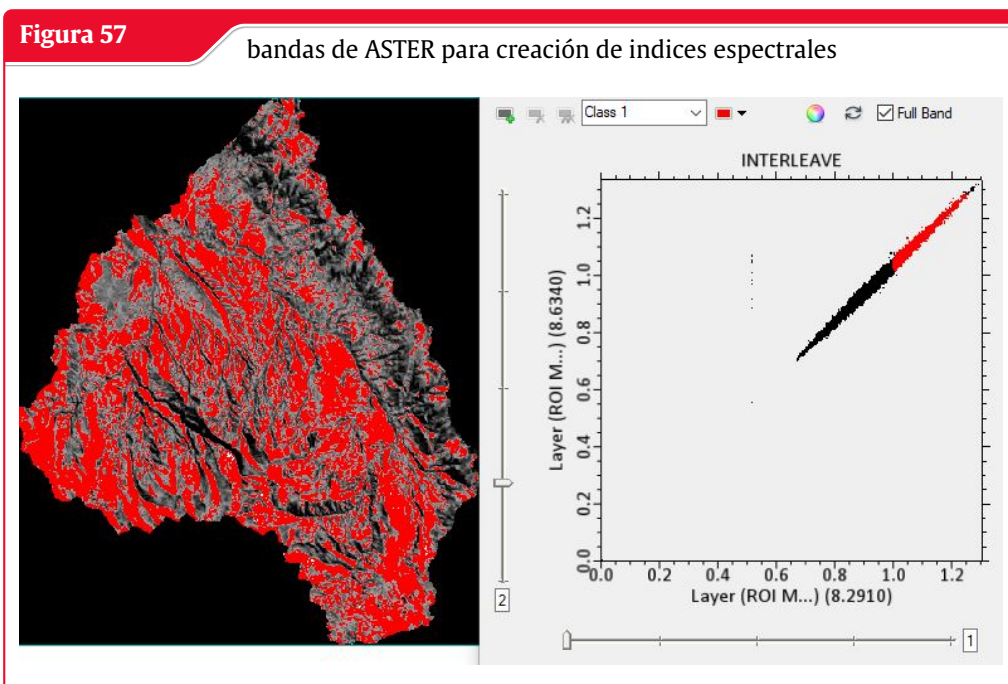 Figura 57
bandas de ASTER para creación de indices espectrales
Class 1
Full Band
INTERLEAVE
1.2
1.0
0.8
0.6
0.4
0.2
0.0
Layer (ROI M...) (8.6340)
0.0 0.2 0.4 0.6 0.8 1.0 1.2
Layer (ROI M...) (8.2910)
2
1